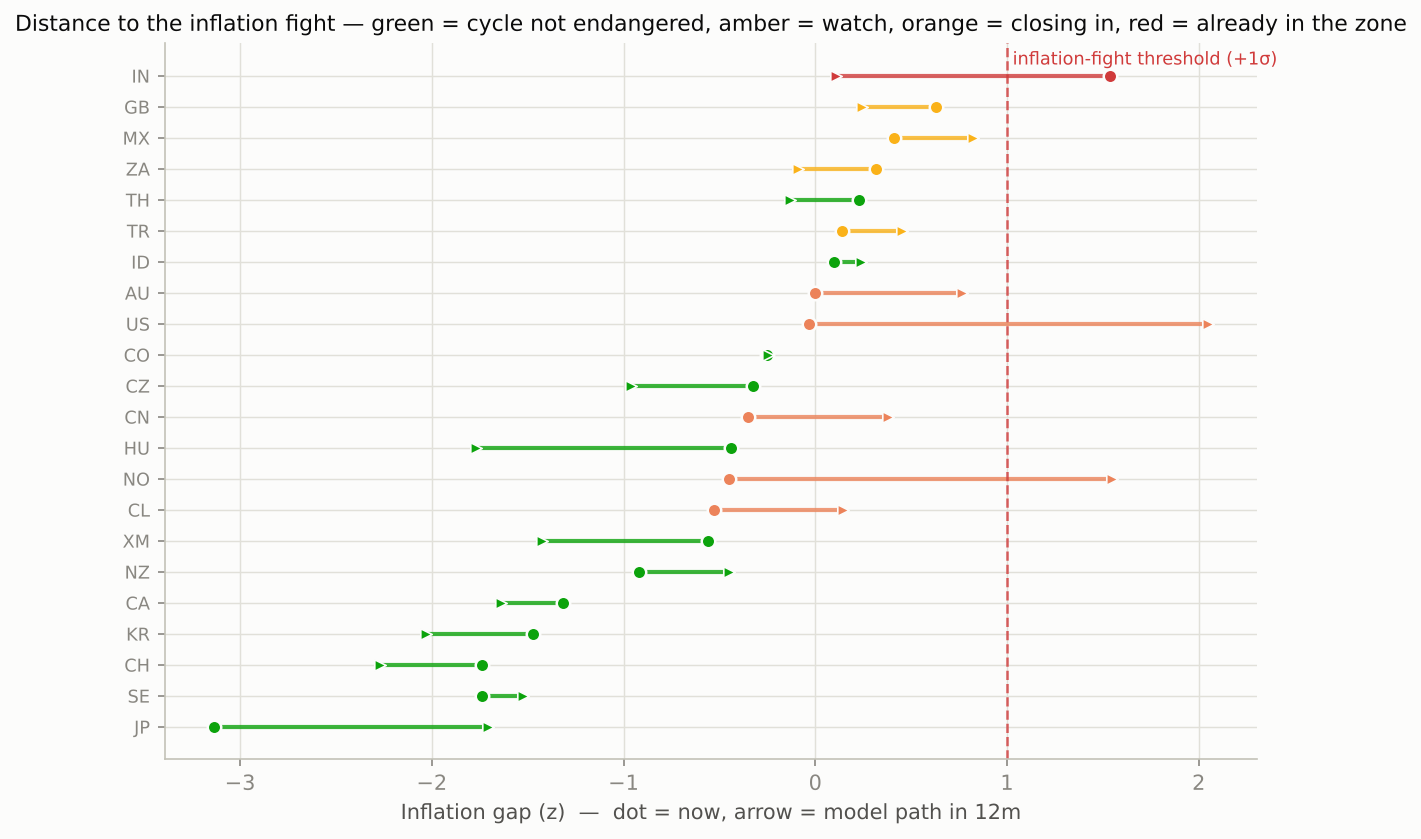 Distance to the inflation fight — green = cycle not endangered, amber = watch, orange = closing in, red = already in the zone
inflation-fight threshold (+1σ)
IN
GB
MX
ZA
TH
TR
ID
AU
US
CO
CZ
CN
HU
NO
CL
XM
NZ
CA
KR
CH
SE
JP
−3 −2 −1 0 1 2
Inflation gap (z) — dot = now, arrow = model path in 12m